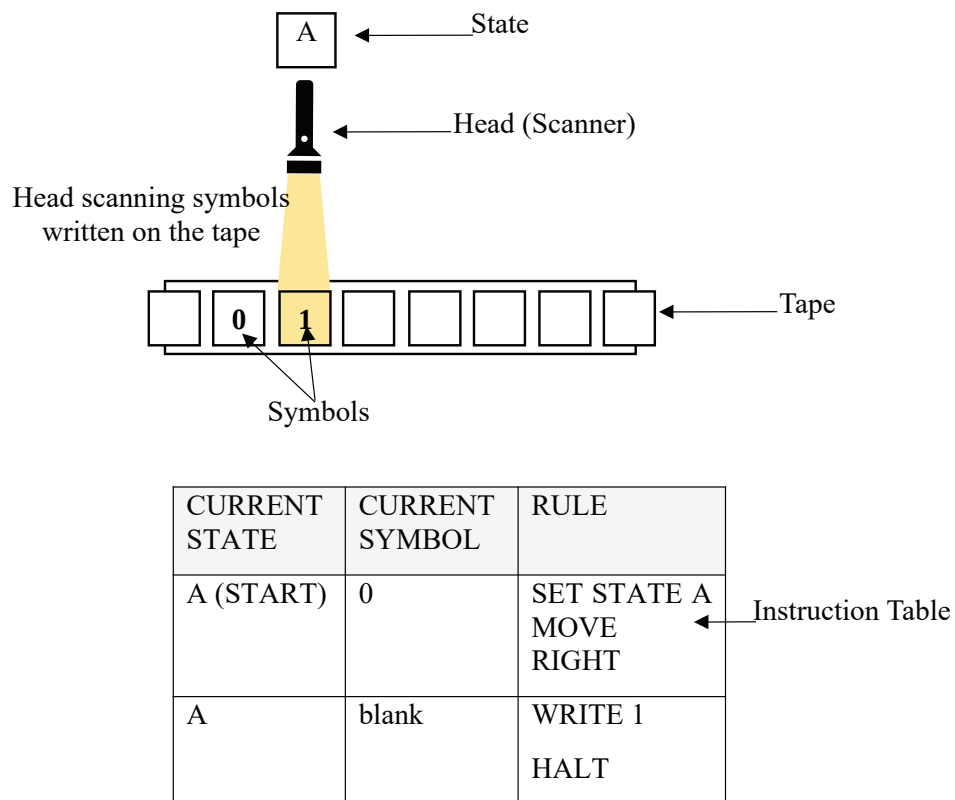 A
State
Head (Scanner)
Head scanning symbols
written on the tape
0
1
Tape
Symbols
CURRENT
STATE
CURRENT
SYMBOL
RULE
A (START)
0
SET STATE A
MOVE
RIGHT
Instruction Table
A
blank
WRITE 1
HALT